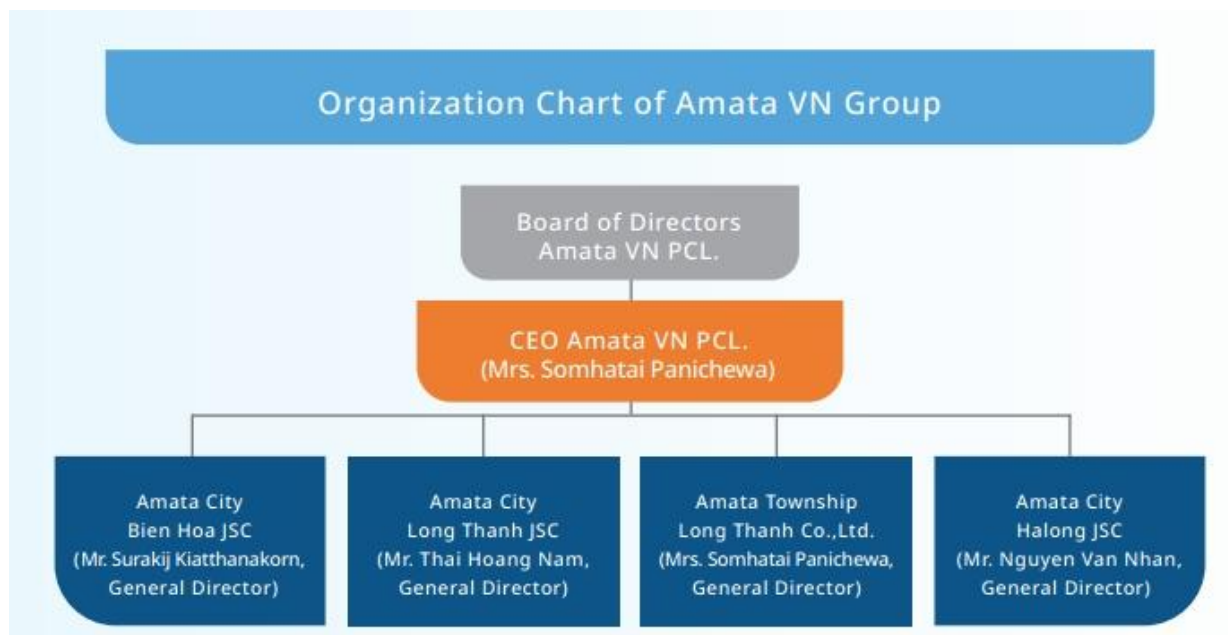 Organization Chart of Amata VN Group
Board of Directors
Amata VN PCL.
CEO Amata VN PCL.
(Mrs. Somhatai Panichewa)
Amata City
Bien Hoa JSC
(Mr. Surakij Kiatthanakorn,
General Director)
Amata City
Long Thanh JSC
(Mr. Thai Hoang Nam,
General Director)
Amata Township
Long Thanh Co.,Ltd.
(Mrs. Somhatai Panichewa,
General Director)
Amata City
Halong JSC
(Mr. Nguyen Van Nhan,
General Director)